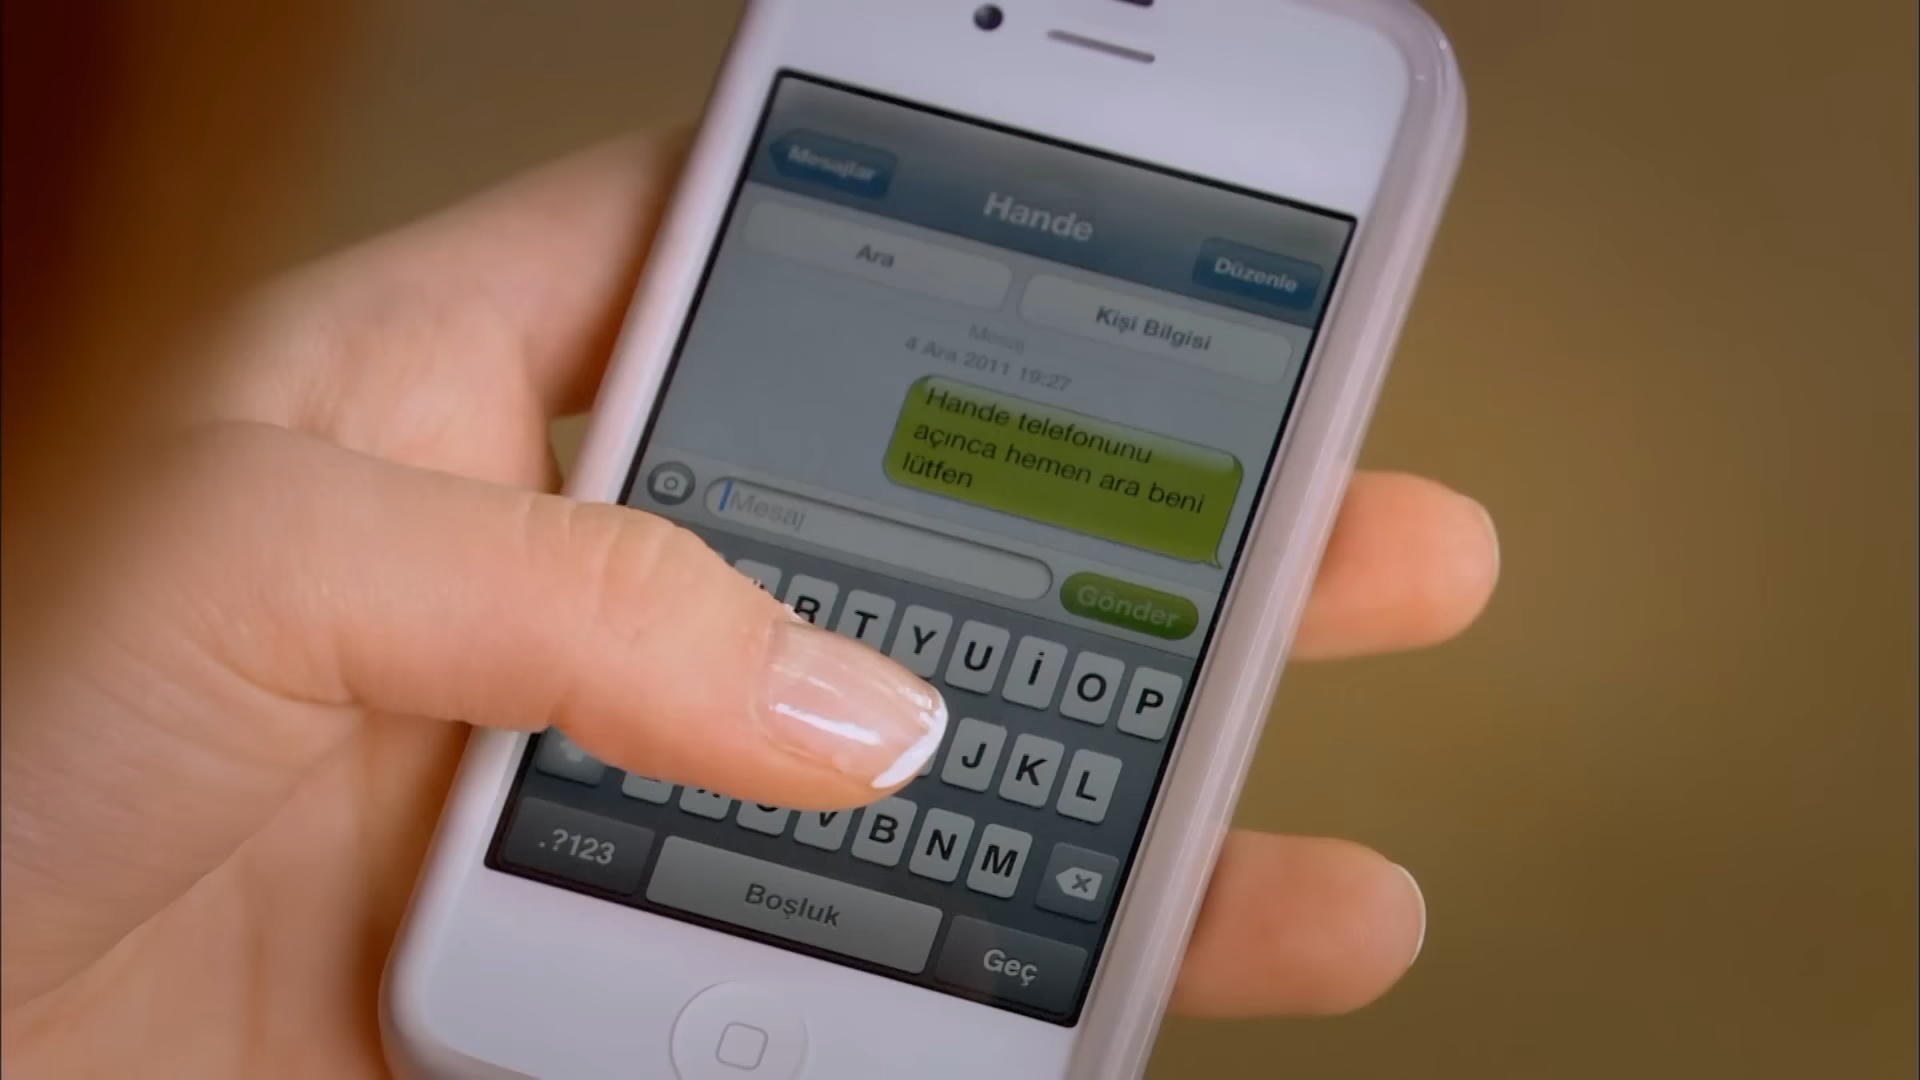 Mesajlar
Hande
Düzenle
Ara
Kişi Bilgisi
Mesaj
4 Ara 2011 19:27
Hande telefonunu
açınca hemen ara beni
lütfen
Mesaj
Gönder
R T Y U İ O P
J K L
V B N M
.?123
Boşluk
Geç